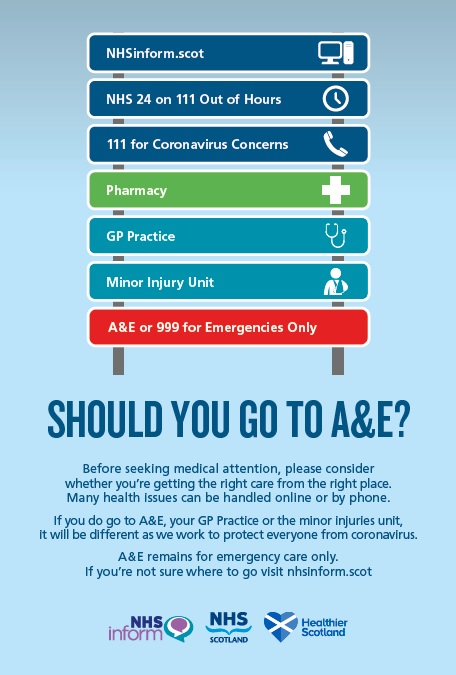 NHSinform.scot
NHS 24 on 111 Out of Hours
111 for Coronavirus Concerns
Pharmacy
GP Practice
Minor Injury Unit
A&E or 999 for Emergencies Only
SHOULD YOU GO TO A&E?
Before seeking medical attention, please consider
whether you're getting the right care from the right place.
Many health issues can be handled online or by phone.
If you do go to A&E, your GP Practice or the minor injuries unit,
it will be different as we work to protect everyone from coronavirus.
A&E remains for emergency care only.
If you're not sure where to go visit nhsinform.scot
NHS
inform
NHS
SCOTLAND
Healthier
Scotland